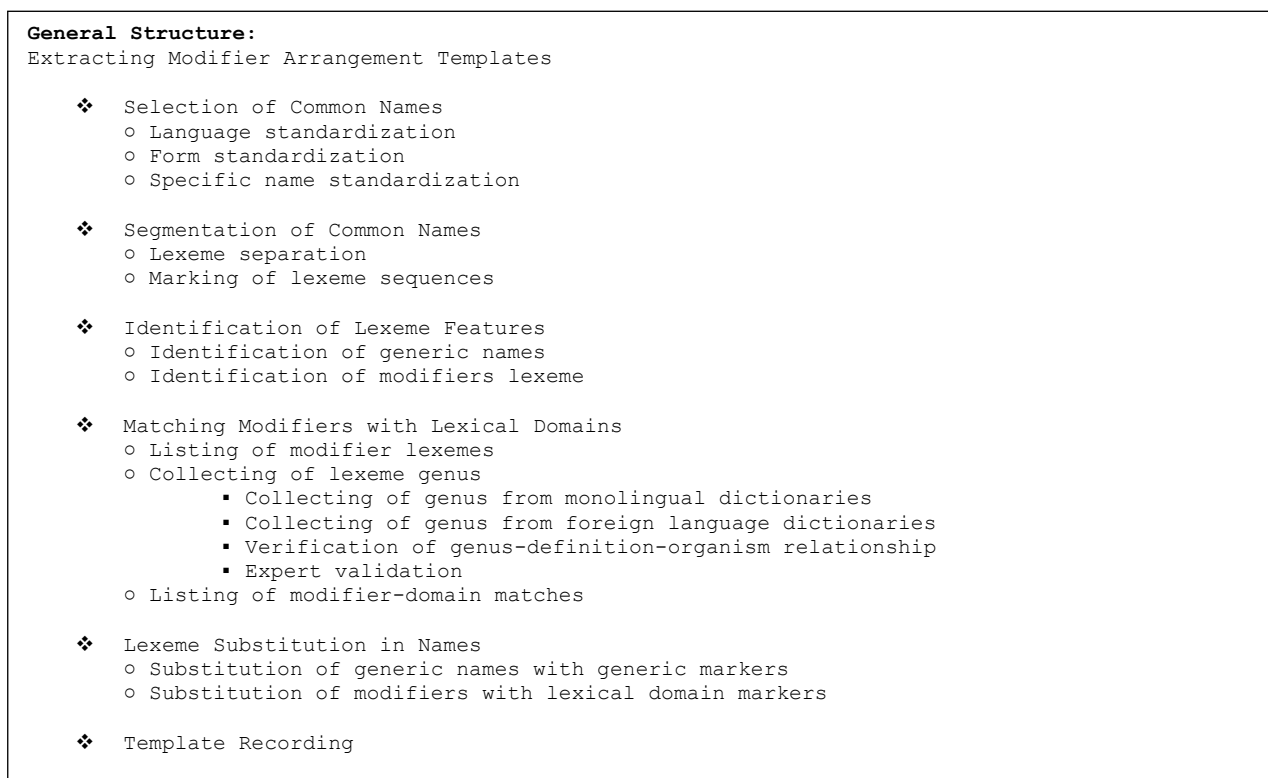 General Structure:
Extracting Modifier Arrangement Templates
❖ Selection of Common Names
○ Language standardization
○ Form standardization
○ Specific name standardization
❖ Segmentation of Common Names
○ Lexeme separation
○ Marking of lexeme sequences
❖ Identification of Lexeme Features
○ Identification of generic names
○ Identification of modifiers lexeme
❖ Matching Modifiers with Lexical Domains
○ Listing of modifier lexemes
○ Collecting of lexeme genus
▪ Collecting of genus from monolingual dictionaries
▪ Collecting of genus from foreign language dictionaries
▪ Verification of genus-definition-organism relationship
▪ Expert validation
○ Listing of modifier-domain matches
❖ Lexeme Substitution in Names
○ Substitution of generic names with generic markers
○ Substitution of modifiers with lexical domain markers
❖ Template Recording